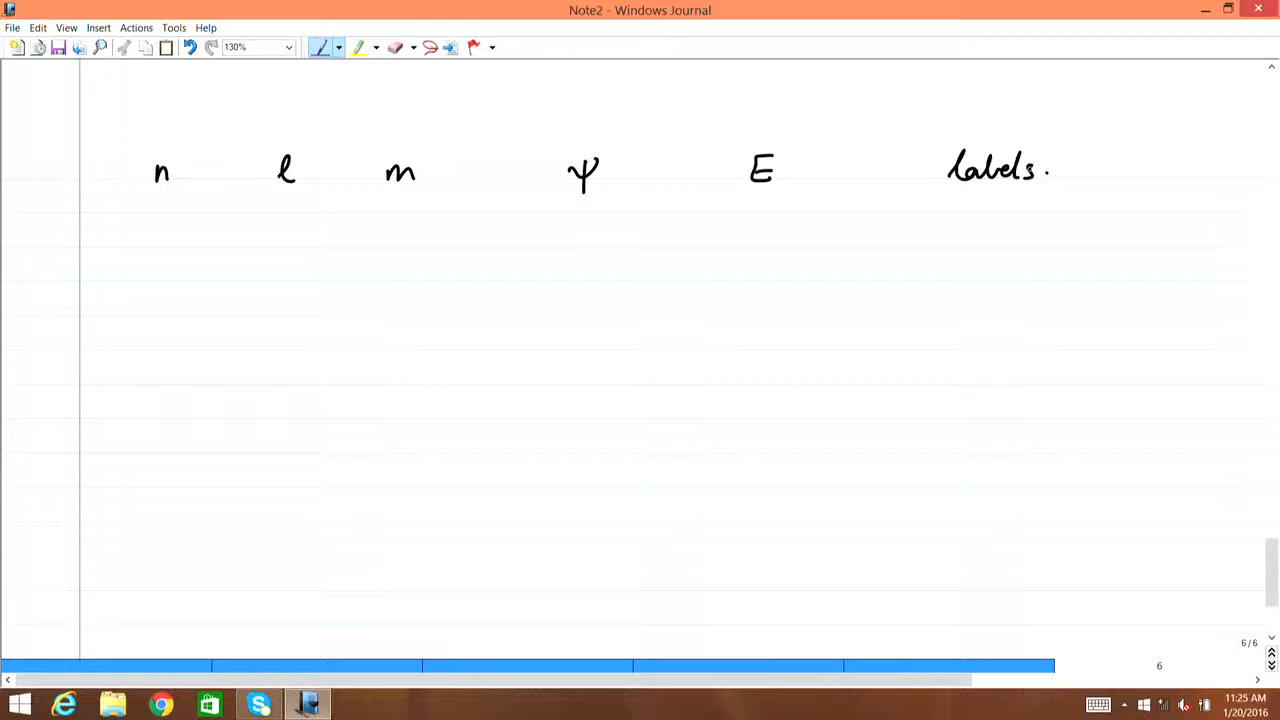 Note2 - Windows Journal
File Edit View Insert Actions Tools Help
130%
n l m ψ E labels.
6 / 6
6
11:25 AM
1/20/2016